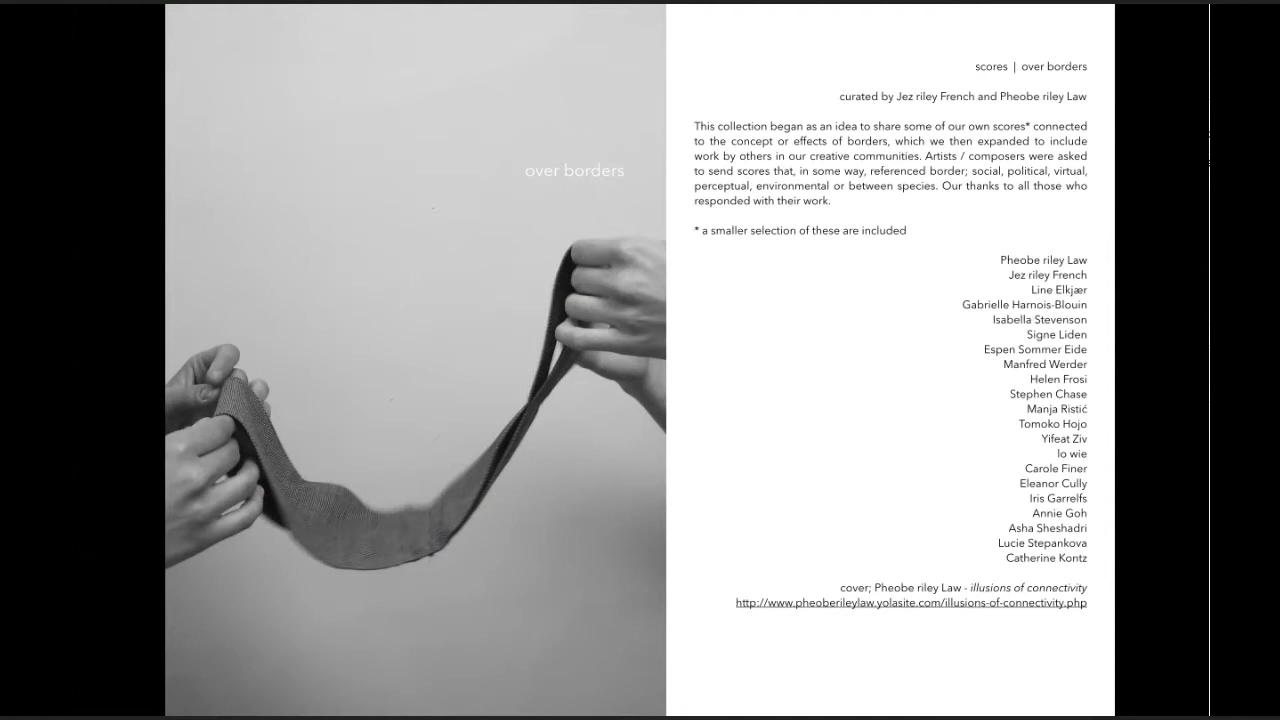 over borders
scores | over borders
curated by Jez riley French and Pheobe riley Law
This collection began as an idea to share some of our own scores* connected
to the concept or effects of borders, which we then expanded to include
work by others in our creative communities. Artists / composers were asked
to send scores that, in some way, referenced border; social, political, virtual,
perceptual, environmental or between species. Our thanks to all those who
responded with their work.
* a smaller selection of these are included
Pheobe riley Law
Jez riley French
Line Elkjær
Gabrielle Harnois-Blouin
Isabella Stevenson
Signe Liden
Espen Sommer Eide
Manfred Werder
Helen Frosi
Stephen Chase
Manja Ristić
Tomoko Hojo
Yifeat Ziv
lo wie
Carole Finer
Eleanor Cully
Iris Garrelfs
Annie Goh
Asha Sheshadri
Lucie Stepankova
Catherine Kontz
cover; Pheobe riley Law - illusions of connectivity
http://www.pheoberileylaw.yolasite.com/illusions-of-connectivity.php